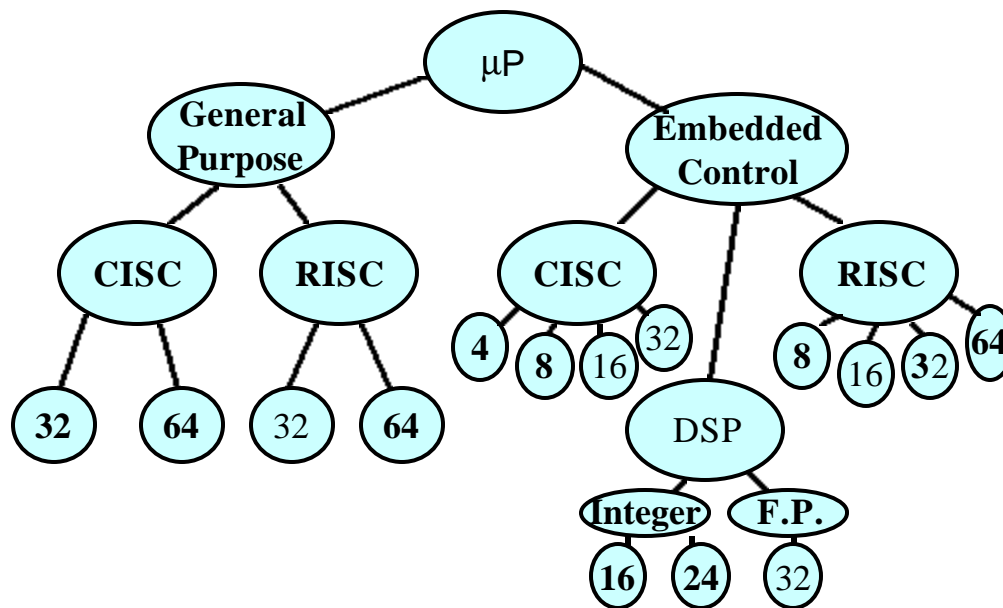 μP
General
Purpose
Embedded
Control
CISC
RISC
CISC
RISC
4
8
16
32
8
16
32
64
32
64
32
64
DSP
Integer
F.P.
16
24
32